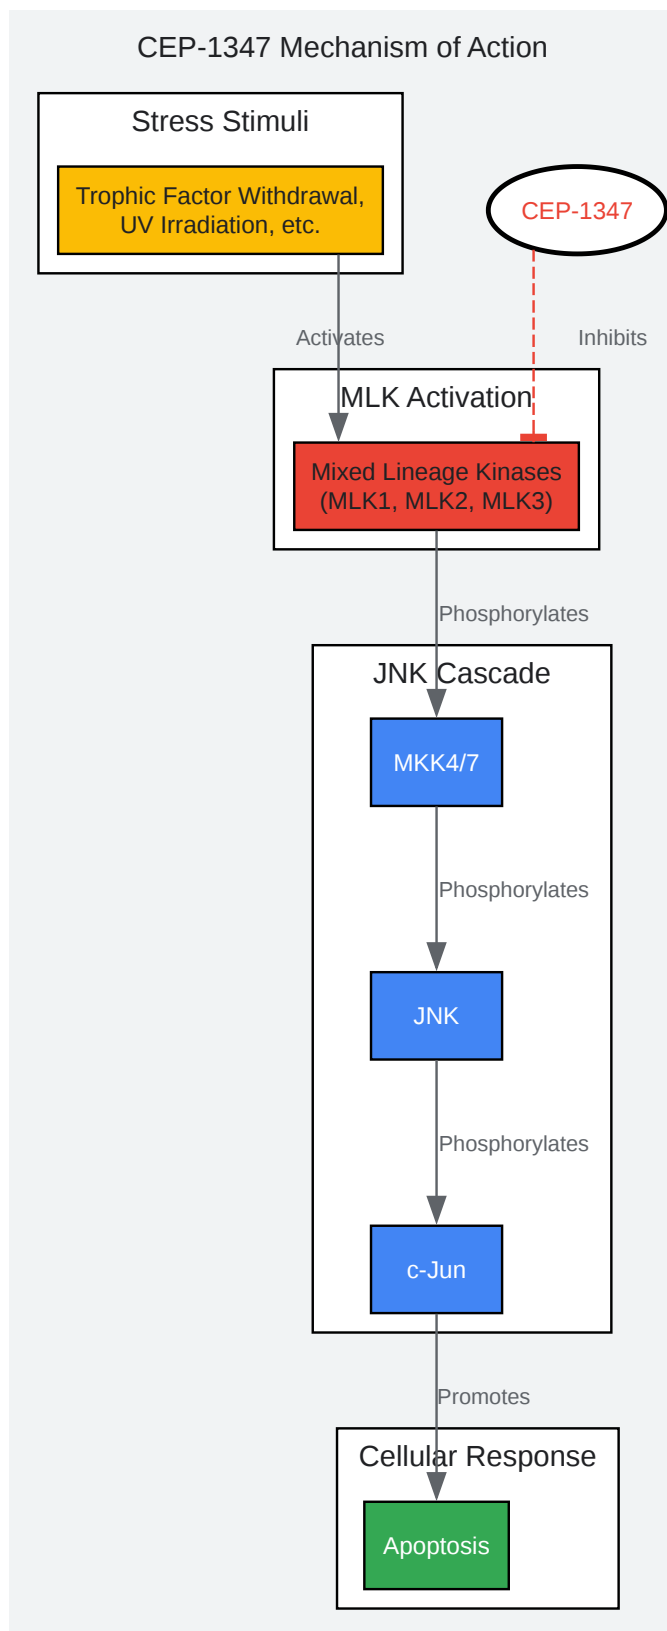 CEP-1347 Mechanism of Action
Stress Stimuli
Trophic Factor Withdrawal,
UV Irradiation, etc.
CEP-1347
Activates
Inhibits
MLK Activation
Mixed Lineage Kinases
(MLK1, MLK2, MLK3)
Phosphorylates
JNK Cascade
MKK4/7
Phosphorylates
JNK
Phosphorylates
c-Jun
Promotes
Cellular Response
Apoptosis